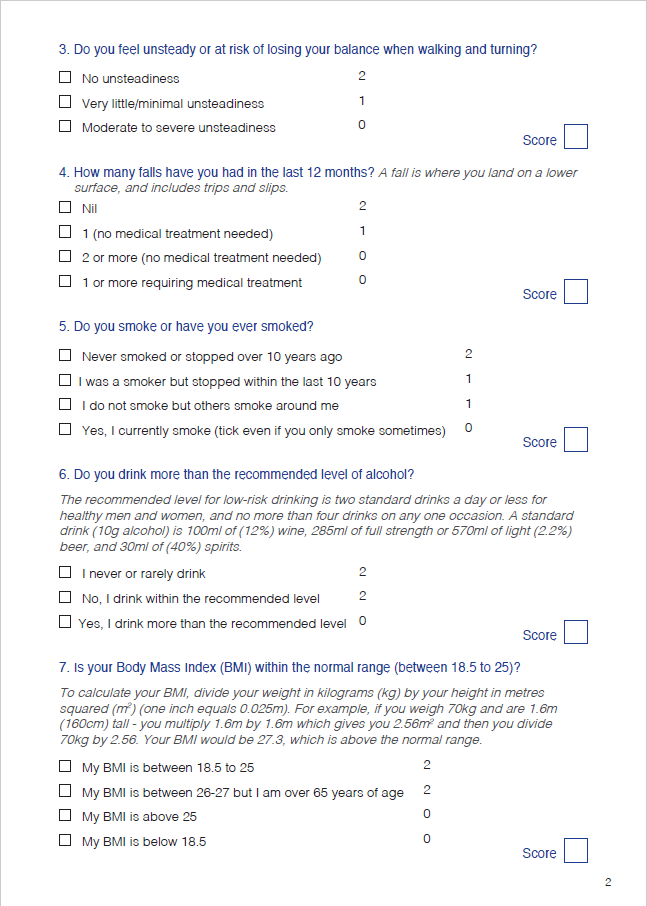 3. Do you feel unsteady or at risk of losing your balance when walking and turning?
No unsteadiness 2
Very little/minimal unsteadiness 1
Moderate to severe unsteadiness 0
Score
4. How many falls have you had in the last 12 months? A fall is where you land on a lower
surface, and includes trips and slips.
Nil 2
1 (no medical treatment needed) 1
2 or more (no medical treatment needed) 0
1 or more requiring medical treatment 0
Score
5. Do you smoke or have you ever smoked?
Never smoked or stopped over 10 years ago 2
I was a smoker but stopped within the last 10 years 1
I do not smoke but others smoke around me 1
Yes, I currently smoke (tick even if you only smoke sometimes) 0
Score
6. Do you drink more than the recommended level of alcohol?
The recommended level for low-risk drinking is two standard drinks a day or less for
healthy men and women, and no more than four drinks on any one occasion. A standard
drink (10g alcohol) is 100ml of (12%) wine, 285ml of full strength or 570ml of light (2.2%)
beer, and 30ml of (40%) spirits.
I never or rarely drink 2
No, I drink within the recommended level 2
Yes, I drink more than the recommended level 0
Score
7. Is your Body Mass Index (BMI) within the normal range (between 18.5 to 25)?
To calculate your BMI, divide your weight in kilograms (kg) by your height in metres
squared (m²) (one inch equals 0.025m). For example, if you weigh 70kg and are 1.6m
(160cm) tall - you multiply 1.6m by 1.6m which gives you 2.56m² and then you divide
70kg by 2.56. Your BMI would be 27.3, which is above the normal range.
My BMI is between 18.5 to 25 2
My BMI is between 26-27 but I am over 65 years of age 2
My BMI is above 25 0
My BMI is below 18.5 0
Score
2